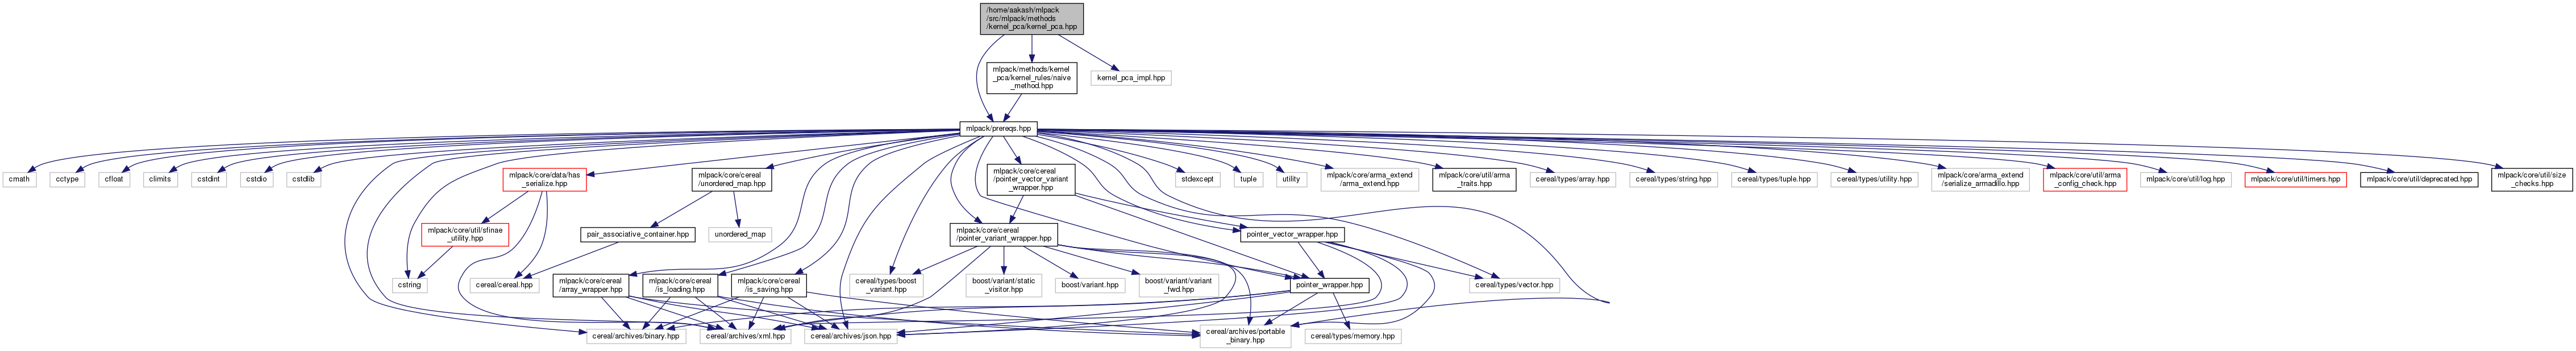 /home/aakash/mlpack
/src/mlpack/methods
/kernel_pca/kernel_pca.hpp
mlpack/methods/kernel
_pca/kernel_rules/naive
_method.hpp
kernel_pca_impl.hpp
mlpack/prereqs.hpp
cmath
cctype
cfloat
climits
cstdint
cstdio
cstdlib
mlpack/core/data/has
_serialize.hpp
mlpack/core/cereal
/unordered_map.hpp
mlpack/core/cereal
/pointer_vector_variant
_wrapper.hpp
stdexcept
tuple
utility
mlpack/core/arma_extend
/arma_extend.hpp
mlpack/core/util/arma
_traits.hpp
cereal/types/array.hpp
cereal/types/string.hpp
cereal/types/tuple.hpp
cereal/types/utility.hpp
mlpack/core/arma_extend
/serialize_armadillo.hpp
mlpack/core/util/arma
_config_check.hpp
mlpack/core/util/log.hpp
mlpack/core/util/timers.hpp
mlpack/core/util/deprecated.hpp
mlpack/core/util/size
_checks.hpp
mlpack/core/util/sfinae
_utility.hpp
pair_associative_container.hpp
unordered_map
mlpack/core/cereal
/pointer_variant_wrapper.hpp
pointer_vector_wrapper.hpp
cstring
cereal/cereal.hpp
mlpack/core/cereal
/array_wrapper.hpp
mlpack/core/cereal
/is_loading.hpp
mlpack/core/cereal
/is_saving.hpp
cereal/types/boost
_variant.hpp
boost/variant/static
_visitor.hpp
boost/variant.hpp
boost/variant/variant
_fwd.hpp
pointer_wrapper.hpp
cereal/types/vector.hpp
cereal/archives/binary.hpp
cereal/archives/xml.hpp
cereal/archives/json.hpp
cereal/archives/portable
_binary.hpp
cereal/types/memory.hpp